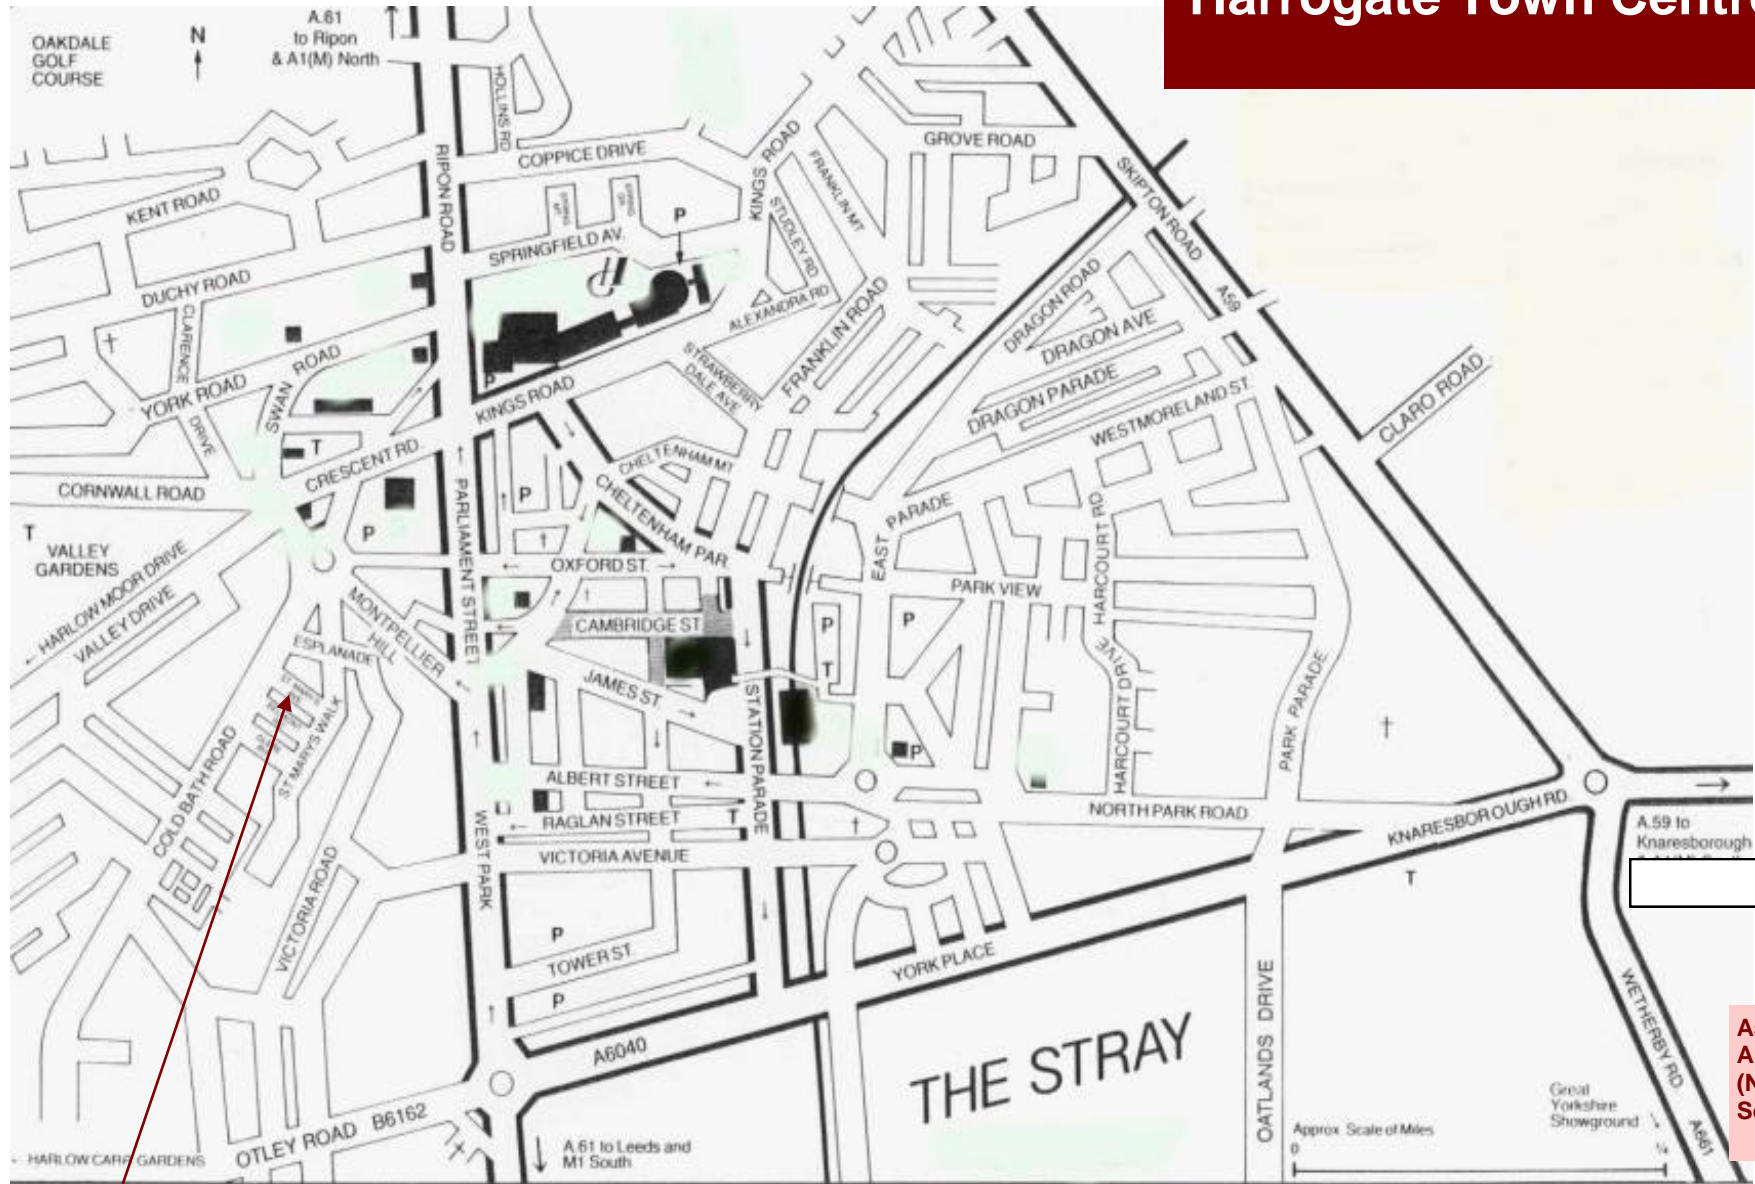 Harrogate Town Centre
OAKDALE
GOLF
COURSE
N
A.61
to Ripon
& A1(M) North
HOLLINS RD
RIPON ROAD
COPPICE DRIVE
KINGS ROAD
FRANKLIN MT
GROVE ROAD
SKIPTON ROAD
KENT ROAD
SPRINGFIELD AV.
P
STUDLEY RD
DUCHY ROAD
CLARENCE
DRIVE
ALEXANDRA RD
FRANKLIN ROAD
DRAGON ROAD
A59
DRAGON AVE
DRAGON PARADE
WESTMORELAND ST.
CLARO ROAD
YORK ROAD
SWAN ROAD
P
KINGS ROAD
STRAWBERRY
DALE AVE
T
CRESCENT RD.
CORNWALL ROAD
CHELTENHAM MT
CHELTENHAM PAR.
P
P
PARLIAMENT STREET
EAST PARADE
HARCOURT RD
T
VALLEY
GARDENS
HARLOW MOOR DRIVE
VALLEY DRIVE
OXFORD ST.
PARK VIEW
MONTPELLIER
HILL
ESPLANADE
CAMBRIDGE ST
P
P
T
JAMES ST.
STATION PARADE
HARCOURT DRIVE
PARK PARADE
ST MARYS WALK
COLD BATH ROAD
P
ALBERT STREET
RAGLAN STREET
T
NORTH PARK ROAD
KNARESBOROUGH RD.
A.59 to
Knaresborough
WEST PARK
VICTORIA AVENUE
T
VICTORIA ROAD
P
TOWER ST.
P
YORK PLACE
OATLANDS DRIVE
WETHERBY RD.
A661
A6040
THE STRAY
OTLEY ROAD B6162
HARLOW CARR GARDENS
A.61 to Leeds and
M1 South
Approx Scale of Miles
0
Great
Yorkshire
Showground